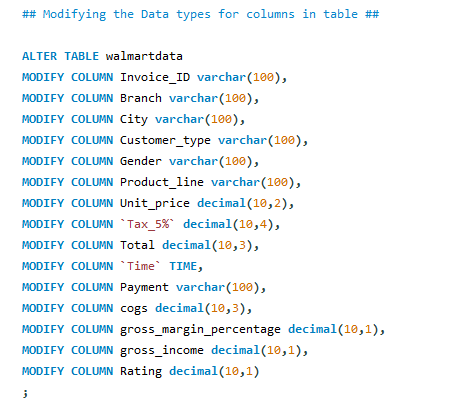 ## Modifying the Data types for columns in table ##
ALTER TABLE walmartdata
MODIFY COLUMN Invoice_ID varchar(100),
MODIFY COLUMN Branch varchar(100),
MODIFY COLUMN City varchar(100),
MODIFY COLUMN Customer_type varchar(100),
MODIFY COLUMN Gender varchar(100),
MODIFY COLUMN Product_line varchar(100),
MODIFY COLUMN Unit_price decimal(10,2),
MODIFY COLUMN `Tax_5%` decimal(10,4),
MODIFY COLUMN Total decimal(10,3),
MODIFY COLUMN `Time` TIME,
MODIFY COLUMN Payment varchar(100),
MODIFY COLUMN cogs decimal(10,3),
MODIFY COLUMN gross_margin_percentage decimal(10,1),
MODIFY COLUMN gross_income decimal(10,1),
MODIFY COLUMN Rating decimal(10,1)
;